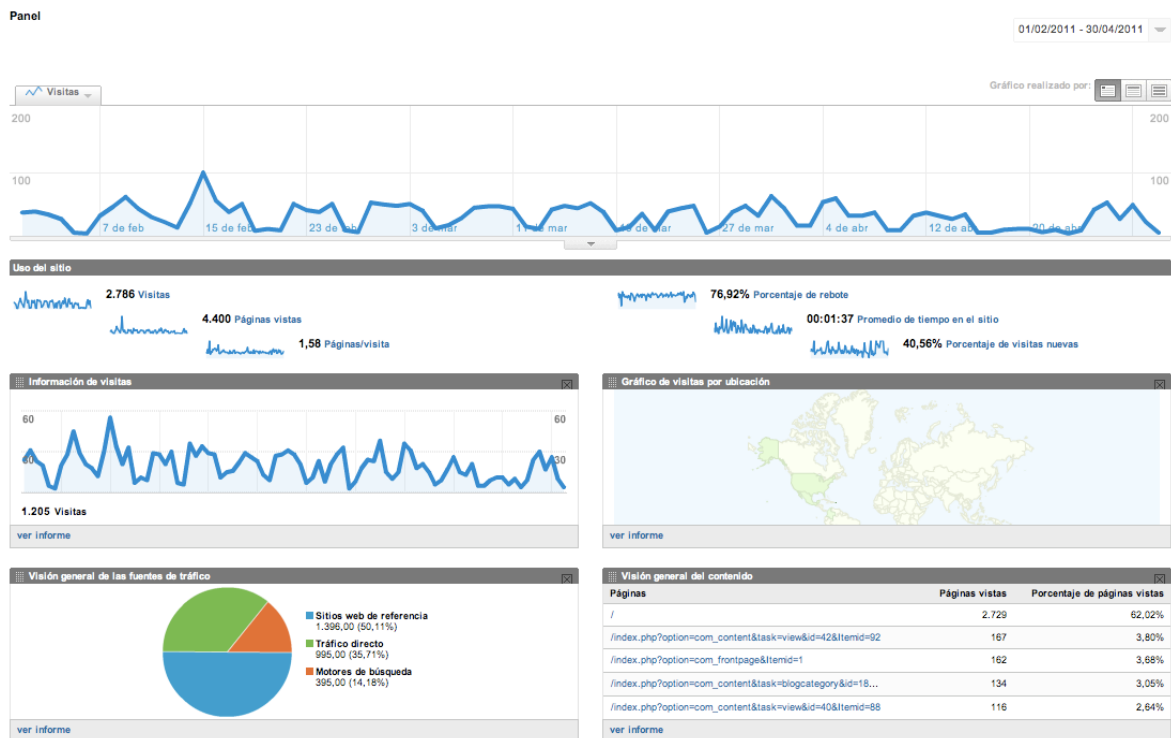 Panel
01/02/2011 - 30/04/2011
Visitas
Gráfico realizado por:
200 200
100 100
7 de feb 15 de feb 23 de feb 3 de mar 11 de mar de mar 27 de mar 4 de abr 12 de abr 20 de abr
Uso del sitio
2.786 Visitas
4.400 Páginas vistas
1,58 Páginas/visita
76,92% Porcentaje de rebote
00:01:37 Promedio de tiempo en el sitio
40,56% Porcentaje de visitas nuevas
Información de visitas
60 60
30 30
1.205 Visitas
ver informe
Gráfico de visitas por ubicación
ver informe
Visión general de las fuentes de tráfico
Sitios web de referencia
1.396,00 (50,11%)
Tráfico directo
995,00 (35,71%)
Motores de búsqueda
395,00 (14,18%)
ver informe
Visión general del contenido
Páginas Páginas vistas Porcentaje de páginas vistas
/ 2.729 62,02%
/index.php?option=com_content&task=view&id=42&Itemid=92 167 3,80%
/index.php?option=com_frontpage&Itemid=1 162 3,68%
/index.php?option=com_content&task=blogcategory&id=18... 134 3,05%
/index.php?option=com_content&task=view&id=40&Itemid=88 116 2,64%
ver informe